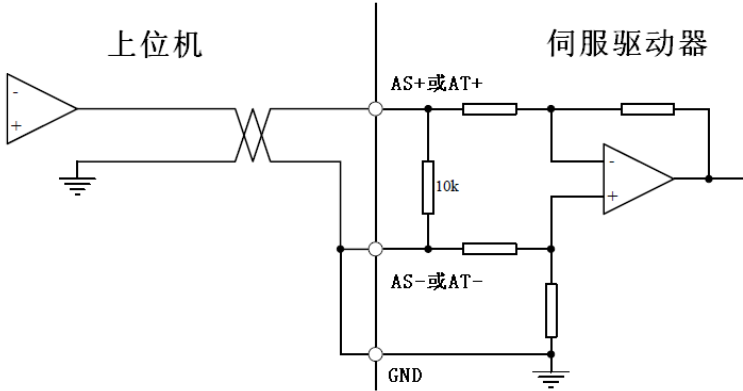 上位机
伺服驱动器
AS+或AT+
-
+
10k
-
+
AS-或AT-
GND